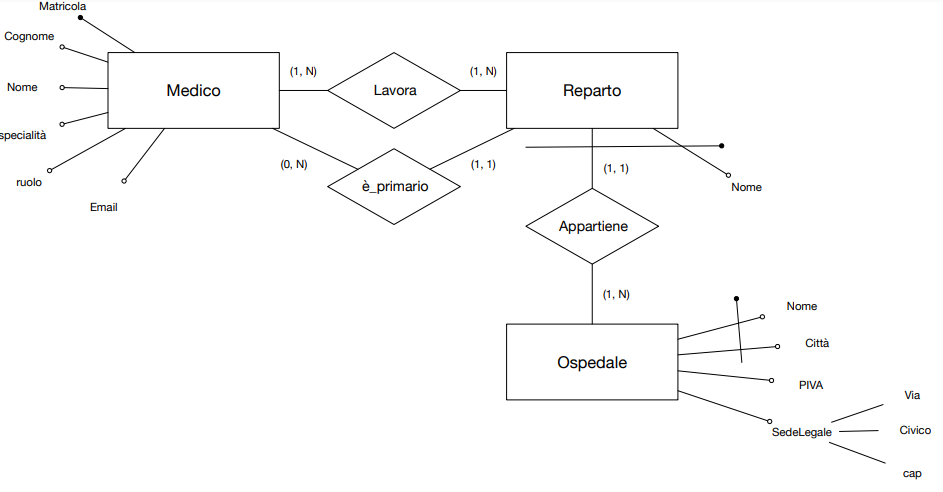 Matricola
Cognome
Nome
specialità
ruolo
Email
Medico
(1, N)
Lavora
(1, N)
Reparto
(0, N)
è_primario
(1, 1)
(1, 1)
Nome
Appartiene
(1, N)
Ospedale
Nome
Città
PIVA
SedeLegale
Via
Civico
cap